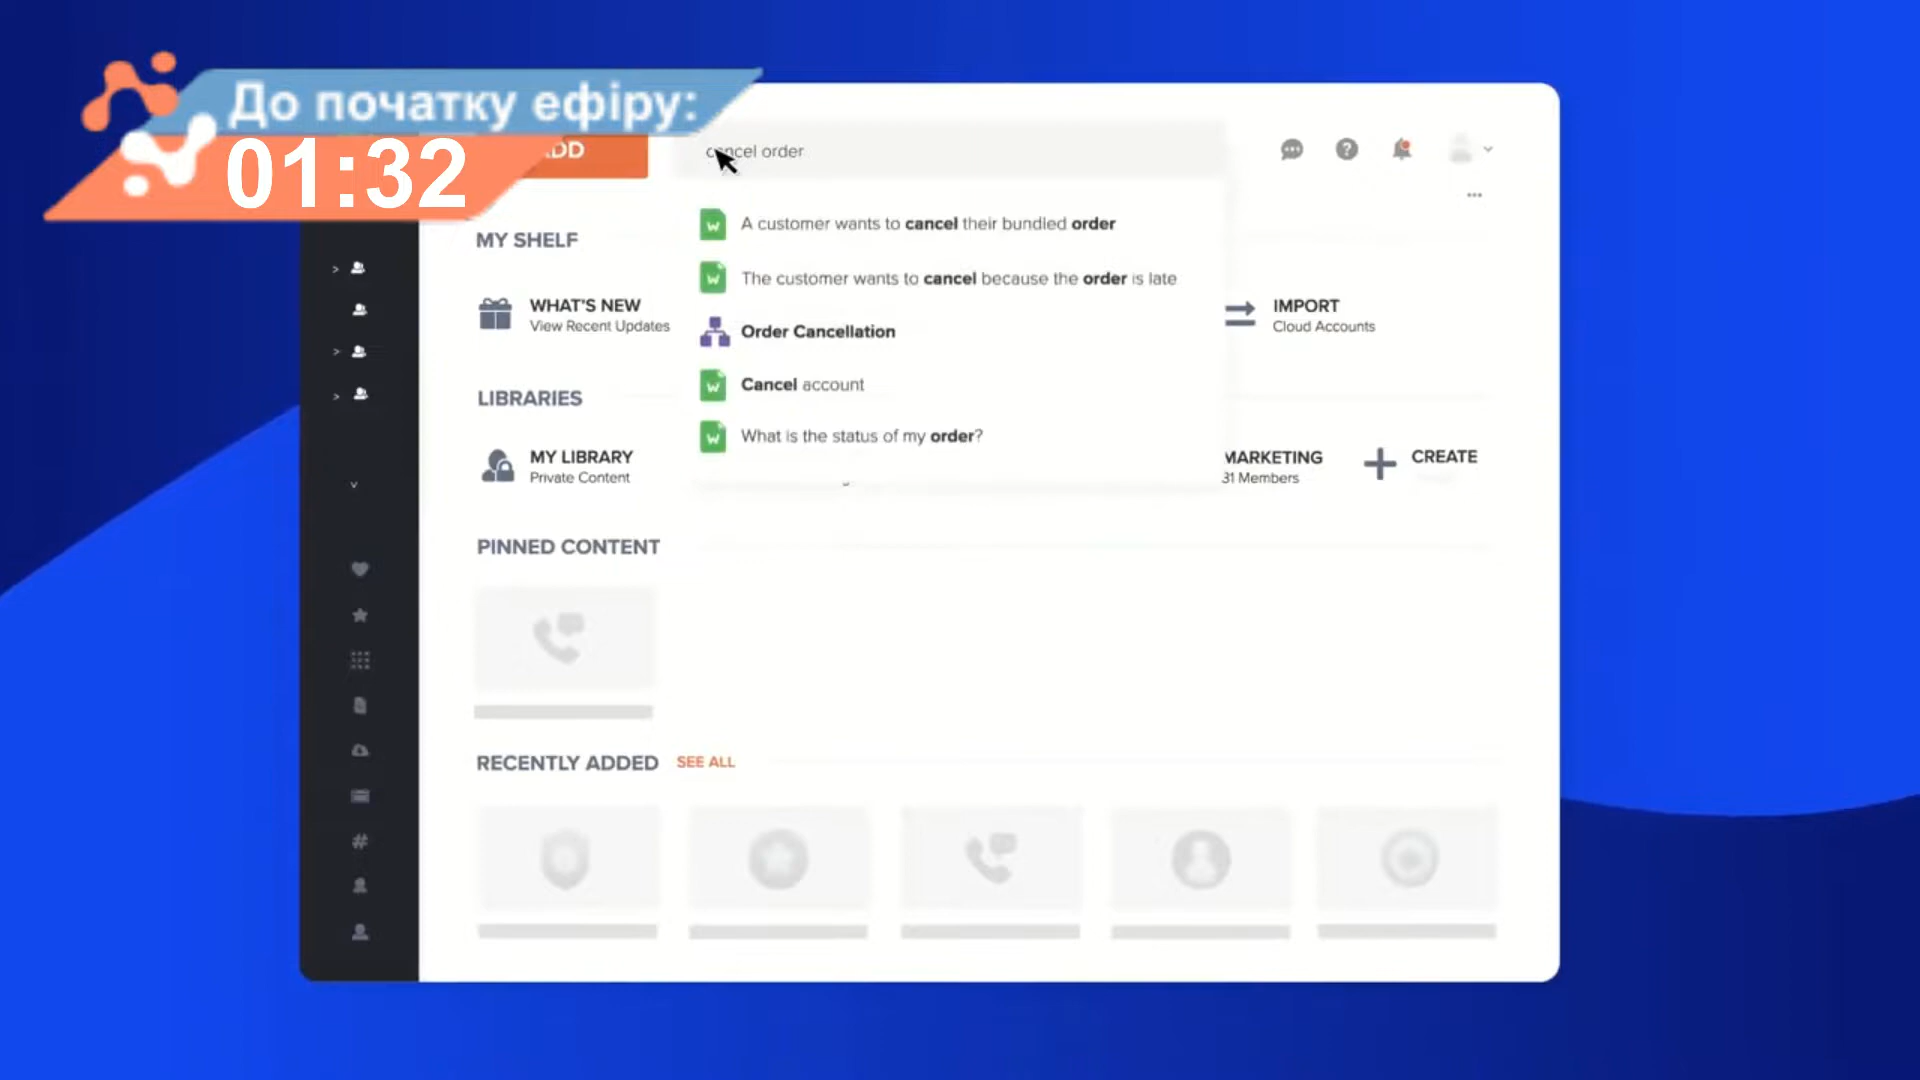 До початку ефіру:
01:32
DD
cancel order
A customer wants to cancel their bundled order
The customer wants to cancel because the order is late
Order Cancellation
Cancel account
What is the status of my order?
MY SHELF
WHAT'S NEW
View Recent Updates
IMPORT
Cloud Accounts
LIBRARIES
MY LIBRARY
Private Content
MARKETING
31 Members
CREATE
PINNED CONTENT
RECENTLY ADDED SEE ALL